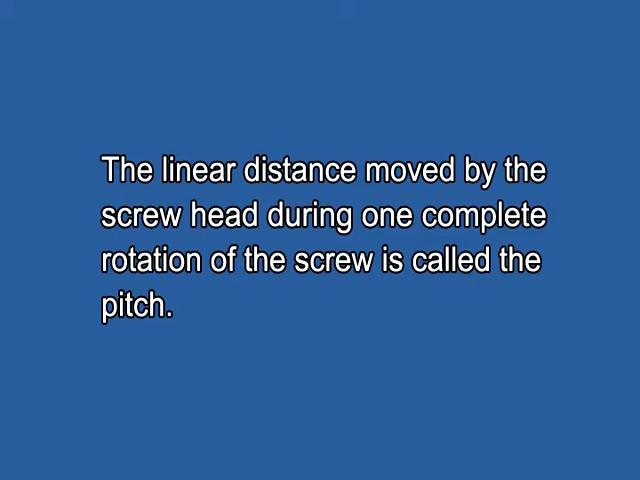 The linear distance moved by the
screw head during one complete
rotation of the screw is called the
pitch.